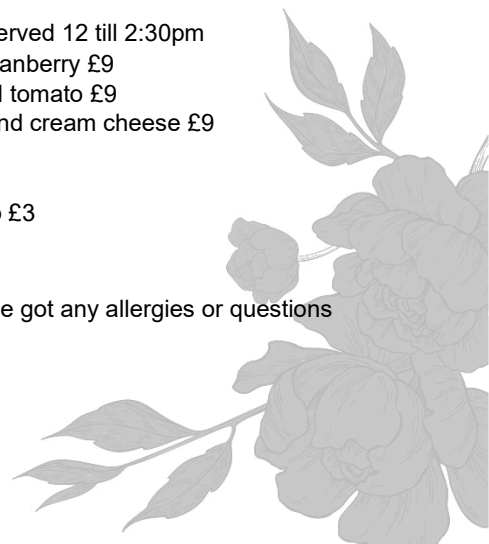 erved 12 till 2:30pm
anberry £9
tomato £9
nd cream cheese £9
£3
e got any allergies or questions